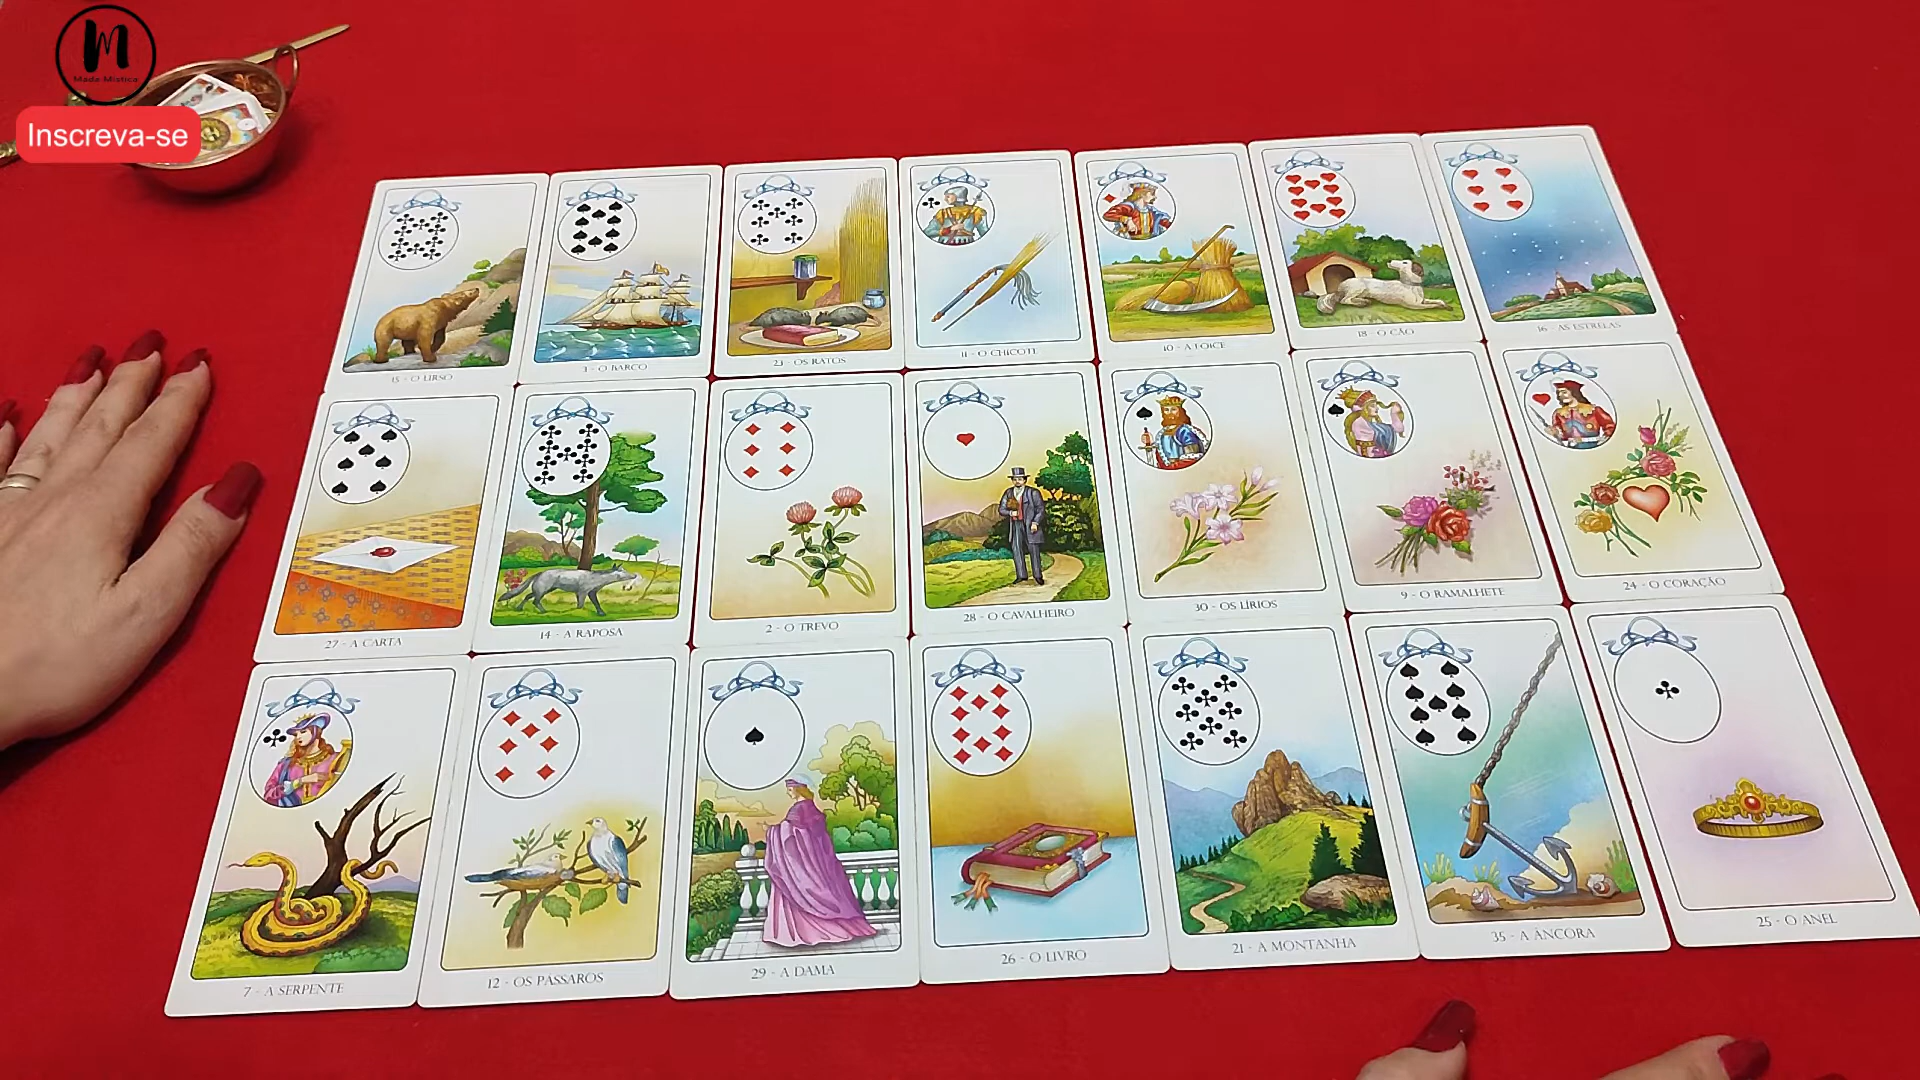 M
Mada Mística
Inscreva-se
15 - O URSO
3 - O BARCO
23 - OS RATOS
11 - O CHICOTE
10 - A FOICE
18 - O CÃO
16 - AS ESTRELAS
27 - A CARTA
14 - A RAPOSA
2 - O TREVO
28 - O CAVALHEIRO
30 - OS LÍRIOS
9 - O RAMALHETE
24 - O CORAÇÃO
7 - A SERPENTE
12 - OS PÁSSAROS
29 - A DAMA
26 - O LIVRO
21 - A MONTANHA
35 - A ÂNCORA
25 - O ANEL